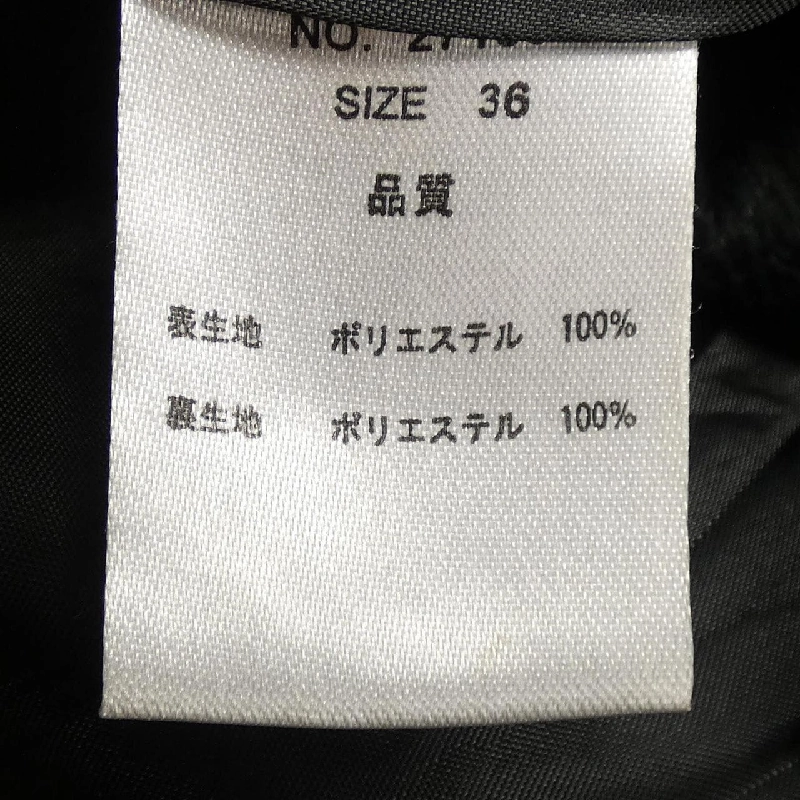 NO.
SIZE 36
品質
表生地 ポリエステル 100%
裏生地 ポリエステル 100%